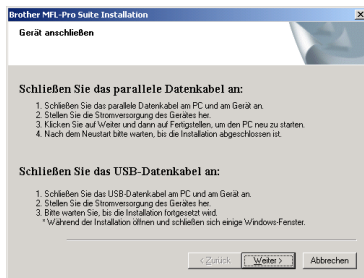 Brother MFL-Pro Suite Installation
Gerät anschließen
Schließen Sie das parallele Datenkabel an:
1. Schließen Sie das parallele Datenkabel am PC und am Gerät an.
2. Stellen Sie die Stromversorgung des Gerätes her.
3. Klicken Sie auf Weiter und dann auf Fertigstellen, um den PC neu zu starten.
4. Nach dem Neustart bitte warten, bis die Installation abgeschlossen ist.
Schließen Sie das USB-Datenkabel an:
1. Schließen Sie das USB-Datenkabel am PC und am Gerät an.
2. Stellen Sie die Stromversorgung des Gerätes her.
3. Bitte warten Sie, bis die Installation fortgesetzt wird.
* Während der Installation öffnen und schließen sich einige Windows-Fenster.
< Zurück Weiter > Abbrechen